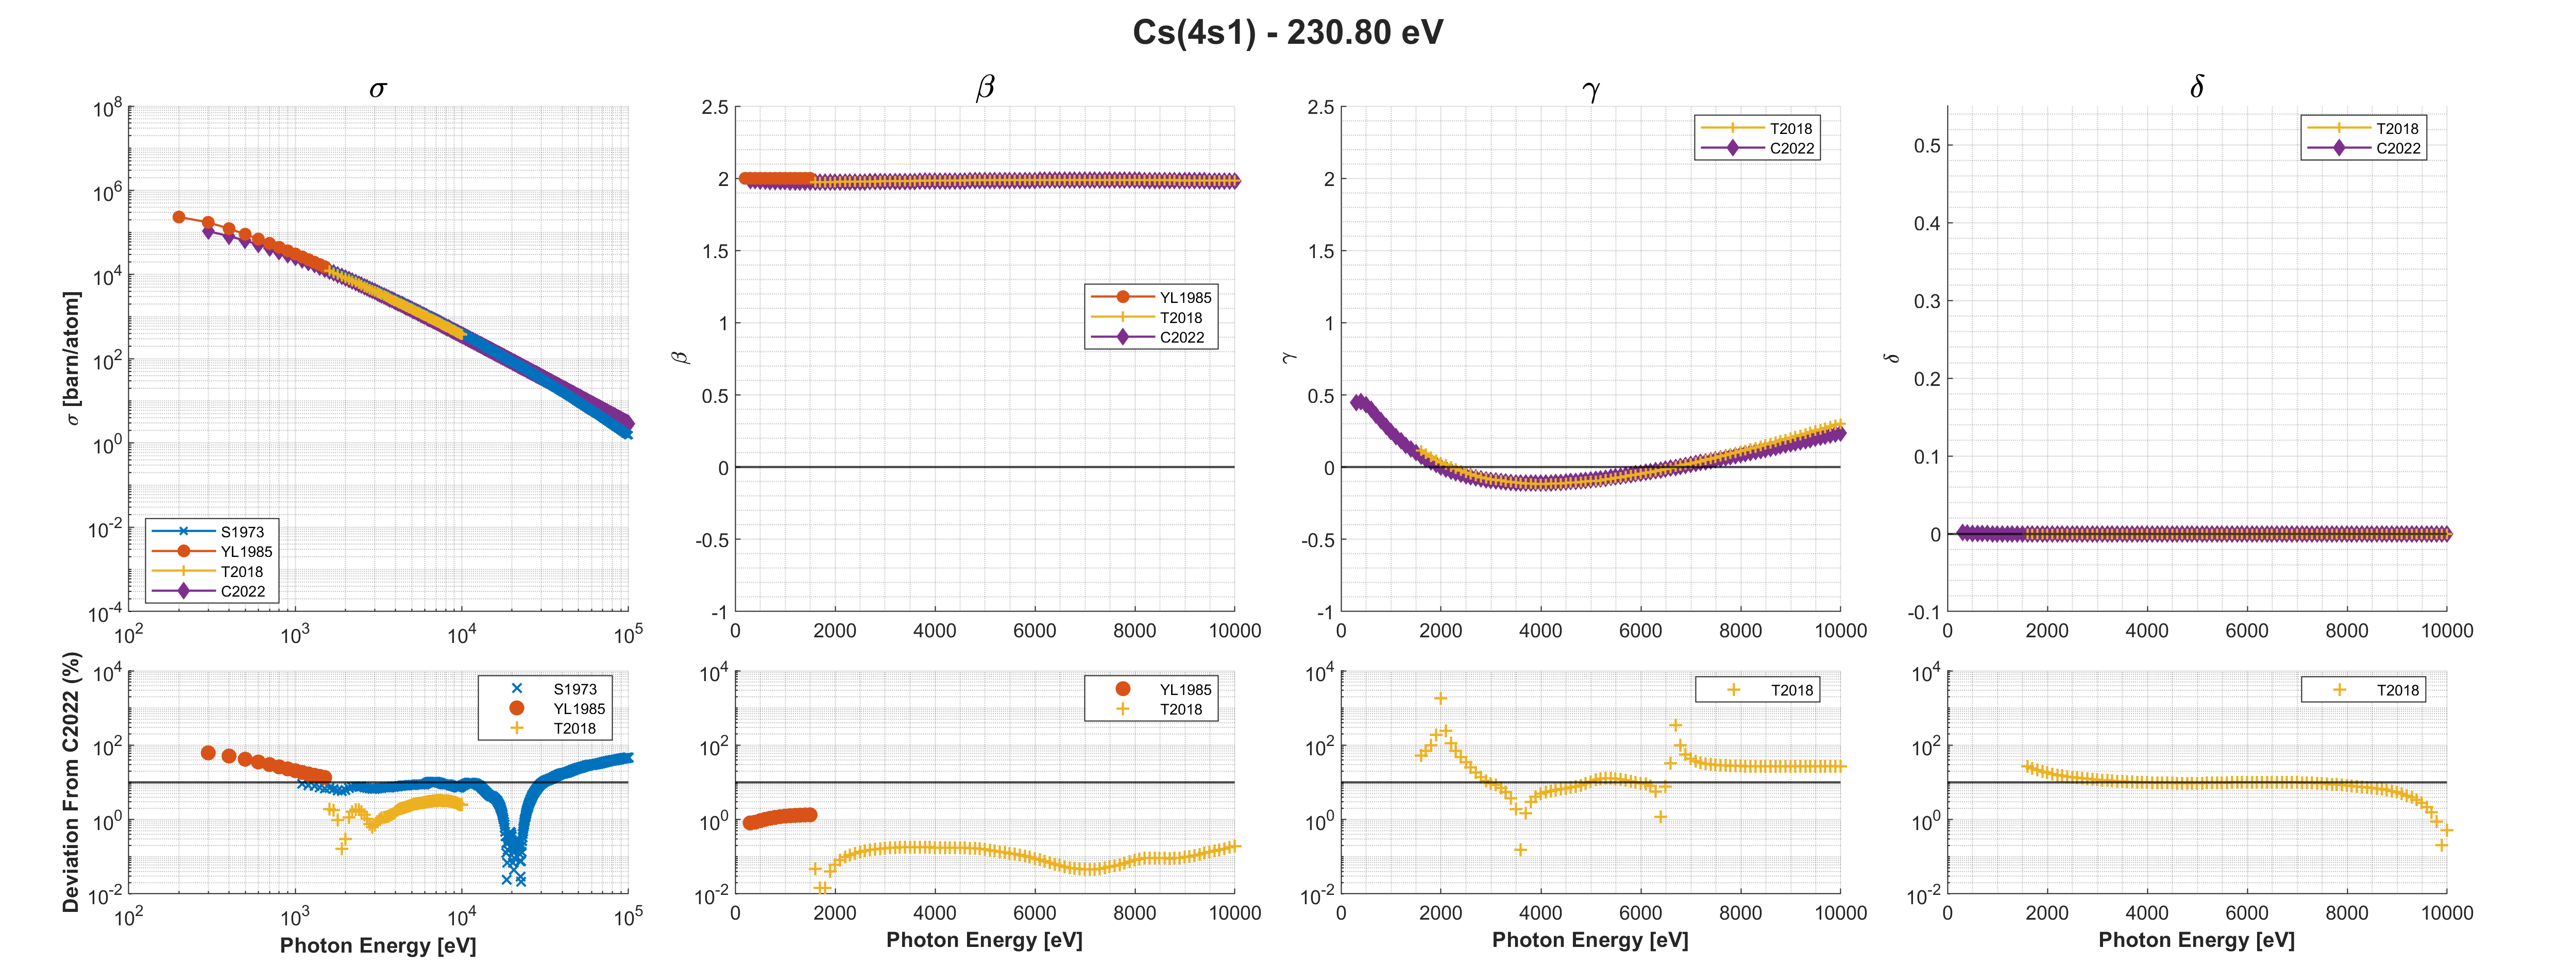 Cs(4s1) - 230.80 eV
σ
σ [barn/atom]
10^8
10^6
10^4
10^2
10^0
10^-2
10^-4
10^2
10^3
10^4
10^5
S1973
YL1985
T2018
C2022
β
β
2.5
2
1.5
1
0.5
0
-0.5
-1
0
2000
4000
6000
8000
10000
YL1985
T2018
C2022
γ
γ
2.5
2
1.5
1
0.5
0
-0.5
-1
0
2000
4000
6000
8000
10000
T2018
C2022
δ
δ
0.5
0.4
0.3
0.2
0.1
0
-0.1
0
2000
4000
6000
8000
10000
T2018
C2022
Deviation From C2022 (%)
10^4
10^2
10^0
10^-2
10^2
10^3
10^4
10^5
Photon Energy [eV]
S1973
YL1985
T2018
10^4
10^2
10^0
10^-2
0
2000
4000
6000
8000
10000
Photon Energy [eV]
YL1985
T2018
10^4
10^2
10^0
10^-2
0
2000
4000
6000
8000
10000
Photon Energy [eV]
T2018
10^4
10^2
10^0
10^-2
0
2000
4000
6000
8000
10000
Photon Energy [eV]
T2018